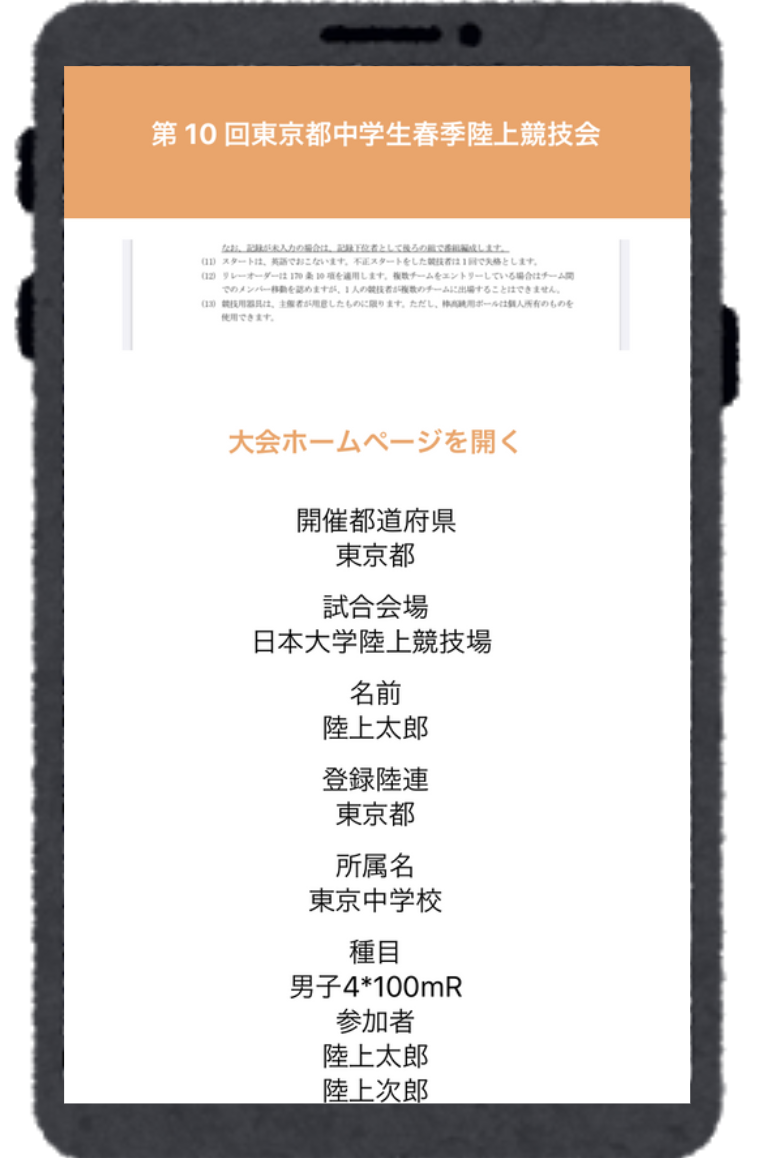 第 10 回東京都中学生春季陸上競技会
なお、記録が未入力の場合は、記録下位者として後ろの組で番組編成します。
(11) スタートは、英語でおこないます。不正スタートをした競技者は1回で失格とします。
(12) リレーオーダーは 170 条 10 項を適用します。複数チームをエントリーしている場合はチーム間
でのメンバー移動を認めますが、1 人の競技者が複数のチームに出場することはできません。
(13) 競技用器具は、主催者が用意したものに限ります。ただし、棒高跳用ポールは個人所有のものを
使用できます。
大会ホームページを開く
開催都道府県
東京都
試合会場
日本大学陸上競技場
名前
陸上太郎
登録陸連
東京都
所属名
東京中学校
種目
男子4*100mR
参加者
陸上太郎
陸上次郎